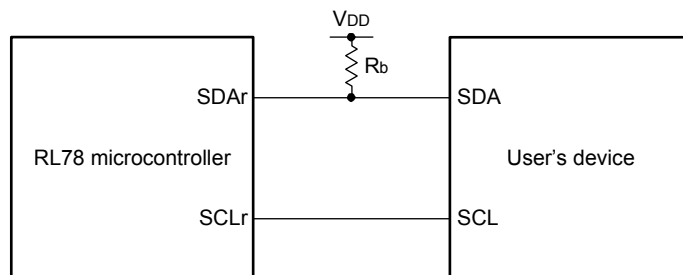 VDD
Rb
SDAr
SDA
RL78 microcontroller
User’s device
SCLr
SCL